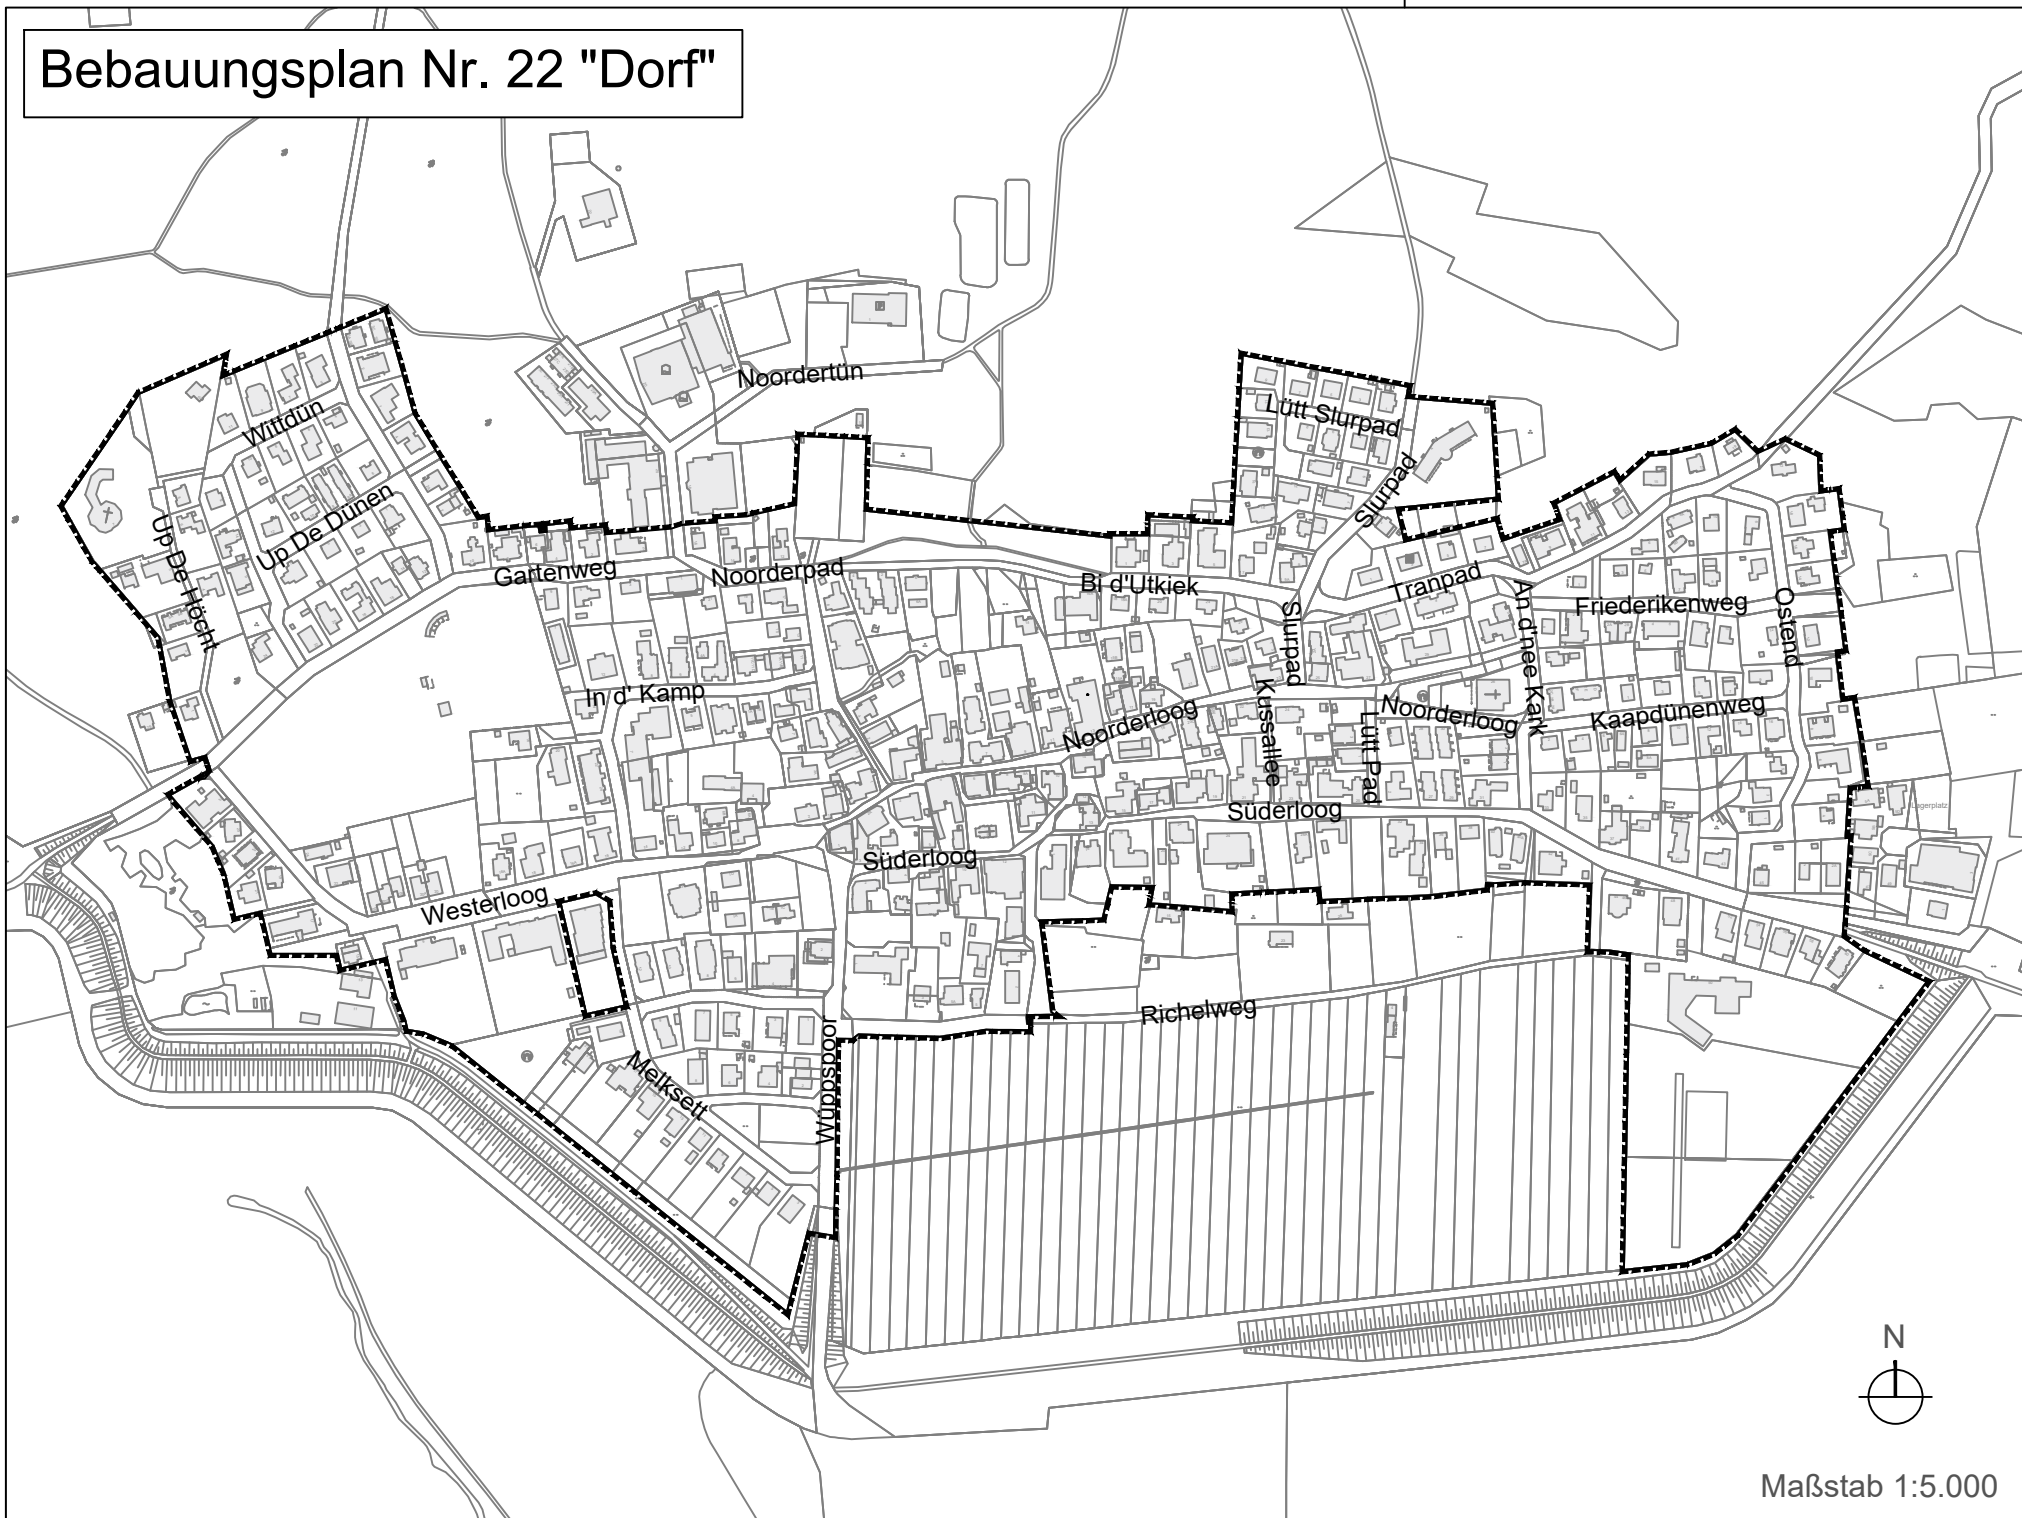 Bebauungsplan Nr. 22 "Dorf"
Noordertün
Wittdün
Lütt Slurpad
Slurpad
Up De Dünen
Up De Höcht
Gartenweg
Noorderpad
Bi d'Utkiek
Tranpad
An d'nee Kark
Friederikenweg
Ostend
Slurpad
In d' Kamp
Kussallee
Noorderloog
Lütt Pad
Noorderloog
Kaapdünenweg
Süderloog
Lagerplatz
Süderloog
Westerloog
Richelweg
Melksett
Wüppspoor
N
Maßstab 1:5.000